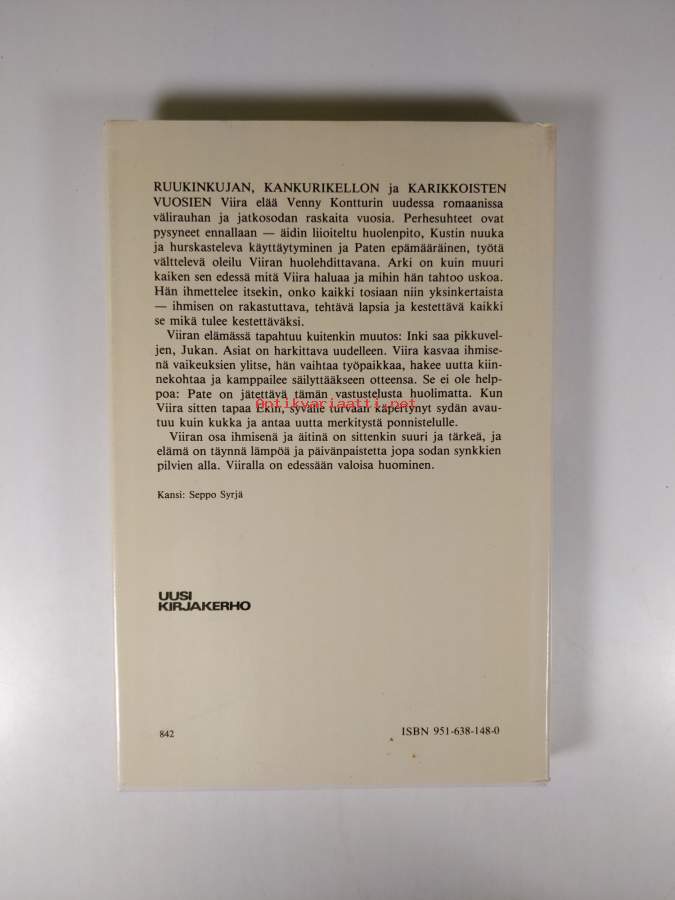 RUUKINKUJAN, KANKURIKELLON ja KARIKKOISTEN
VUOSIEN Viira elää Venny Kontturin uudessa romaanissa
välirauhan ja jatkosodan raskaita vuosia. Perhesuhteet ovat
pysyneet ennallaan — äidin liioiteltu huolenpito, Kustin nuuka
ja hurskasteleva käyttäytyminen ja Paten epämääräinen, työtä
välttelevä oleilu Viiran huolehdittavana. Arki on kuin muuri
kaiken sen edessä mitä Viira haluaa ja mihin hän tahtoo uskoa.
Hän ihmettelee itsekin, onko kaikki tosiaan niin yksinkertaista
— ihmisen on rakastuttava, tehtävä lapsia ja kestettävä kaikki
se mikä tulee kestettäväksi.
Viiran elämässä tapahtuu kuitenkin muutos: Inki saa pikkuvel-
jen, Jukan. Asiat on harkittava uudelleen. Viira kasvaa ihmise-
nä vaikeuksien ylitse, hän vaihtaa työpaikkaa, hakee uutta kiin-
nekohtaa ja kamppailee säilyttääkseen otteensa. Se ei ole help-
poa: Pate on jätettävä tämän vastustelusta huolimatta. Kun
Viira sitten tapaa Ekin, syvälle turvaan käpertynyt sydän avau-
tuu kuin kukka ja antaa uutta merkitystä ponnistelulle.
Viiran osa ihmisenä ja äitinä on sittenkin suuri ja tärkeä, ja
elämä on täynnä lämpöä ja päivänpaistetta jopa sodan synkkien
pilvien alla. Viiralla on edessään valoisa huominen.
Kansi: Seppo Syrjä
UUSI
KIRJAKERHO
842
ISBN 951-638-148-0
Antikvariaatti.net